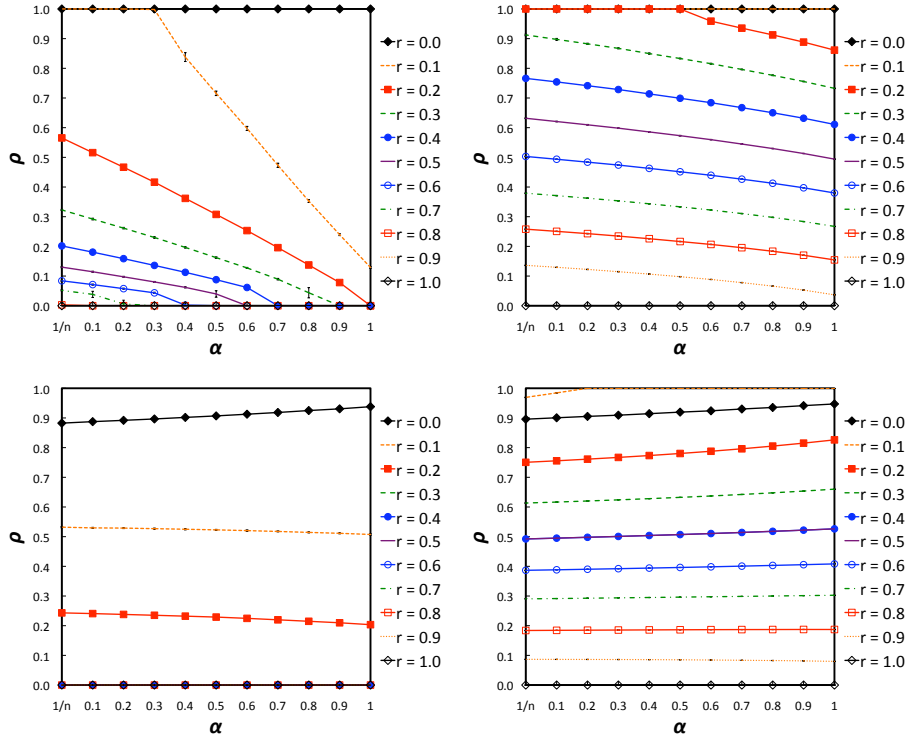 1.0
0.9
0.8
0.7
0.6
0.5
0.4
0.3
0.2
0.1
0.0
ρ
1/n 0.1 0.2 0.3 0.4 0.5 0.6 0.7 0.8 0.9 1
α
r = 0.0
r = 0.1
r = 0.2
r = 0.3
r = 0.4
r = 0.5
r = 0.6
r = 0.7
r = 0.8
r = 0.9
r = 1.0
1.0
0.9
0.8
0.7
0.6
0.5
0.4
0.3
0.2
0.1
0.0
ρ
1/n 0.1 0.2 0.3 0.4 0.5 0.6 0.7 0.8 0.9 1
α
r = 0.0
r = 0.1
r = 0.2
r = 0.3
r = 0.4
r = 0.5
r = 0.6
r = 0.7
r = 0.8
r = 0.9
r = 1.0
1.0
0.9
0.8
0.7
0.6
0.5
0.4
0.3
0.2
0.1
0.0
ρ
1/n 0.1 0.2 0.3 0.4 0.5 0.6 0.7 0.8 0.9 1
α
r = 0.0
r = 0.1
r = 0.2
r = 0.3
r = 0.4
r = 0.5
r = 0.6
r = 0.7
r = 0.8
r = 0.9
r = 1.0
1.0
0.9
0.8
0.7
0.6
0.5
0.4
0.3
0.2
0.1
0.0
ρ
1/n 0.1 0.2 0.3 0.4 0.5 0.6 0.7 0.8 0.9 1
α
r = 0.0
r = 0.1
r = 0.2
r = 0.3
r = 0.4
r = 0.5
r = 0.6
r = 0.7
r = 0.8
r = 0.9
r = 1.0